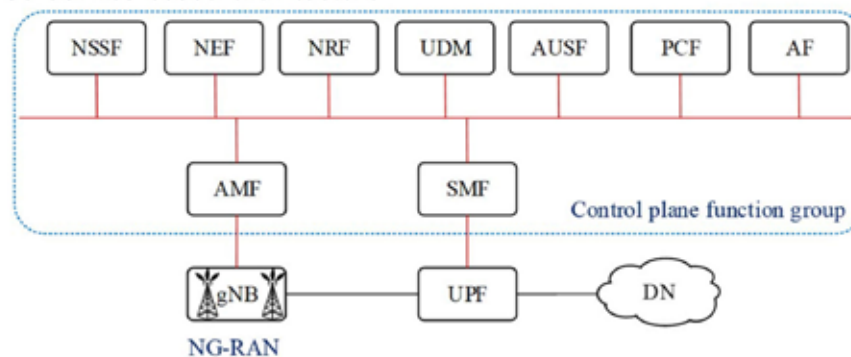 NSSF NEF NRF UDM AUSF PCF AF
AMF SMF
Control plane function group
gNB UPF DN
NG-RAN